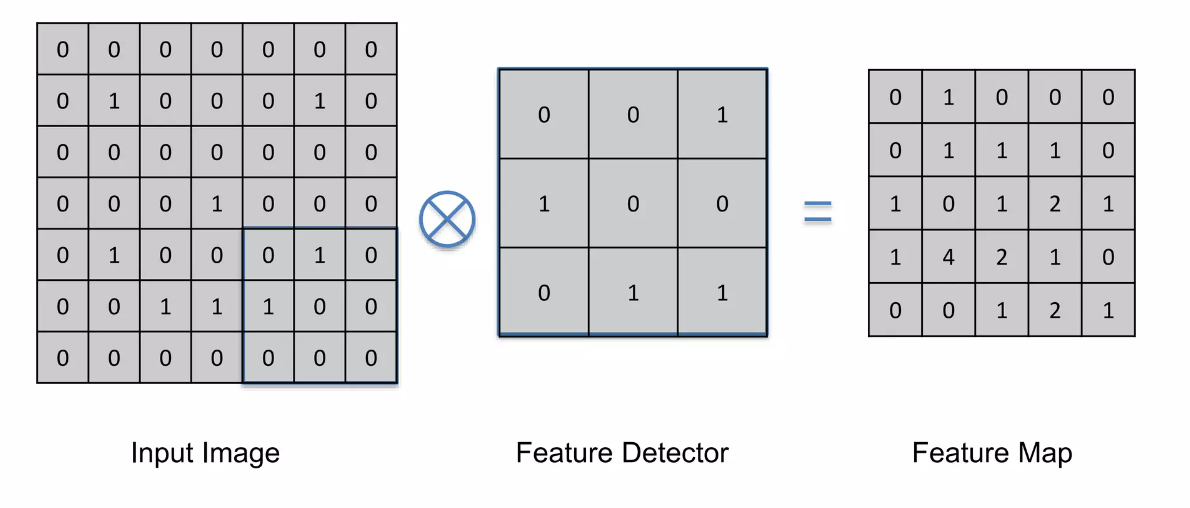 0 0 0 0 0 0 0
0 1 0 0 0 1 0
0 0 0 0 0 0 0
0 0 0 1 0 0 0
0 1 0 0 0 1 0
0 0 1 1 1 0 0
0 0 0 0 0 0 0
0 0 1
1 0 0
0 1 1
=
0 1 0 0 0
0 1 1 1 0
1 0 1 2 1
1 4 2 1 0
0 0 1 2 1
Input Image
Feature Detector
Feature Map